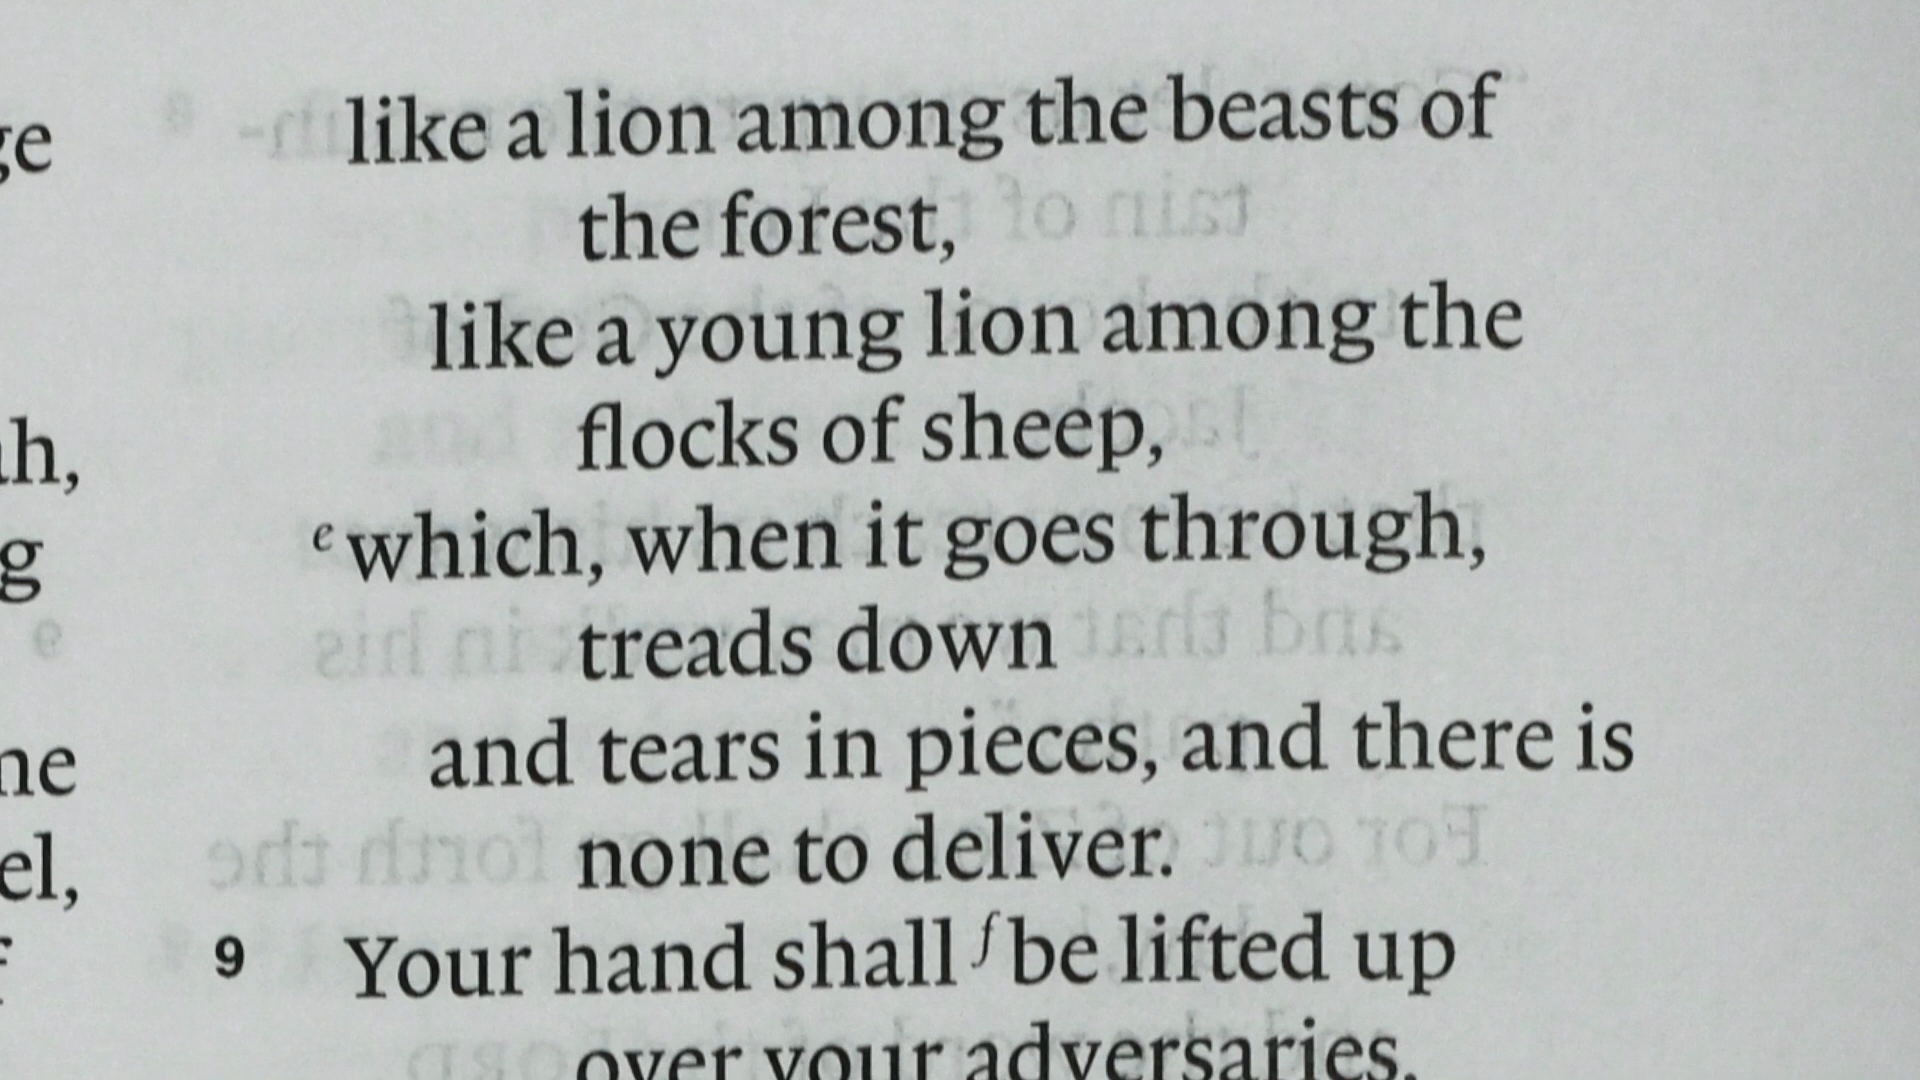 like a lion among the beasts of
the forest,
like a young lion among the
flocks of sheep,
e which, when it goes through,
treads down
and tears in pieces, and there is
none to deliver.
9 Your hand shall f be lifted up
over your adversaries,